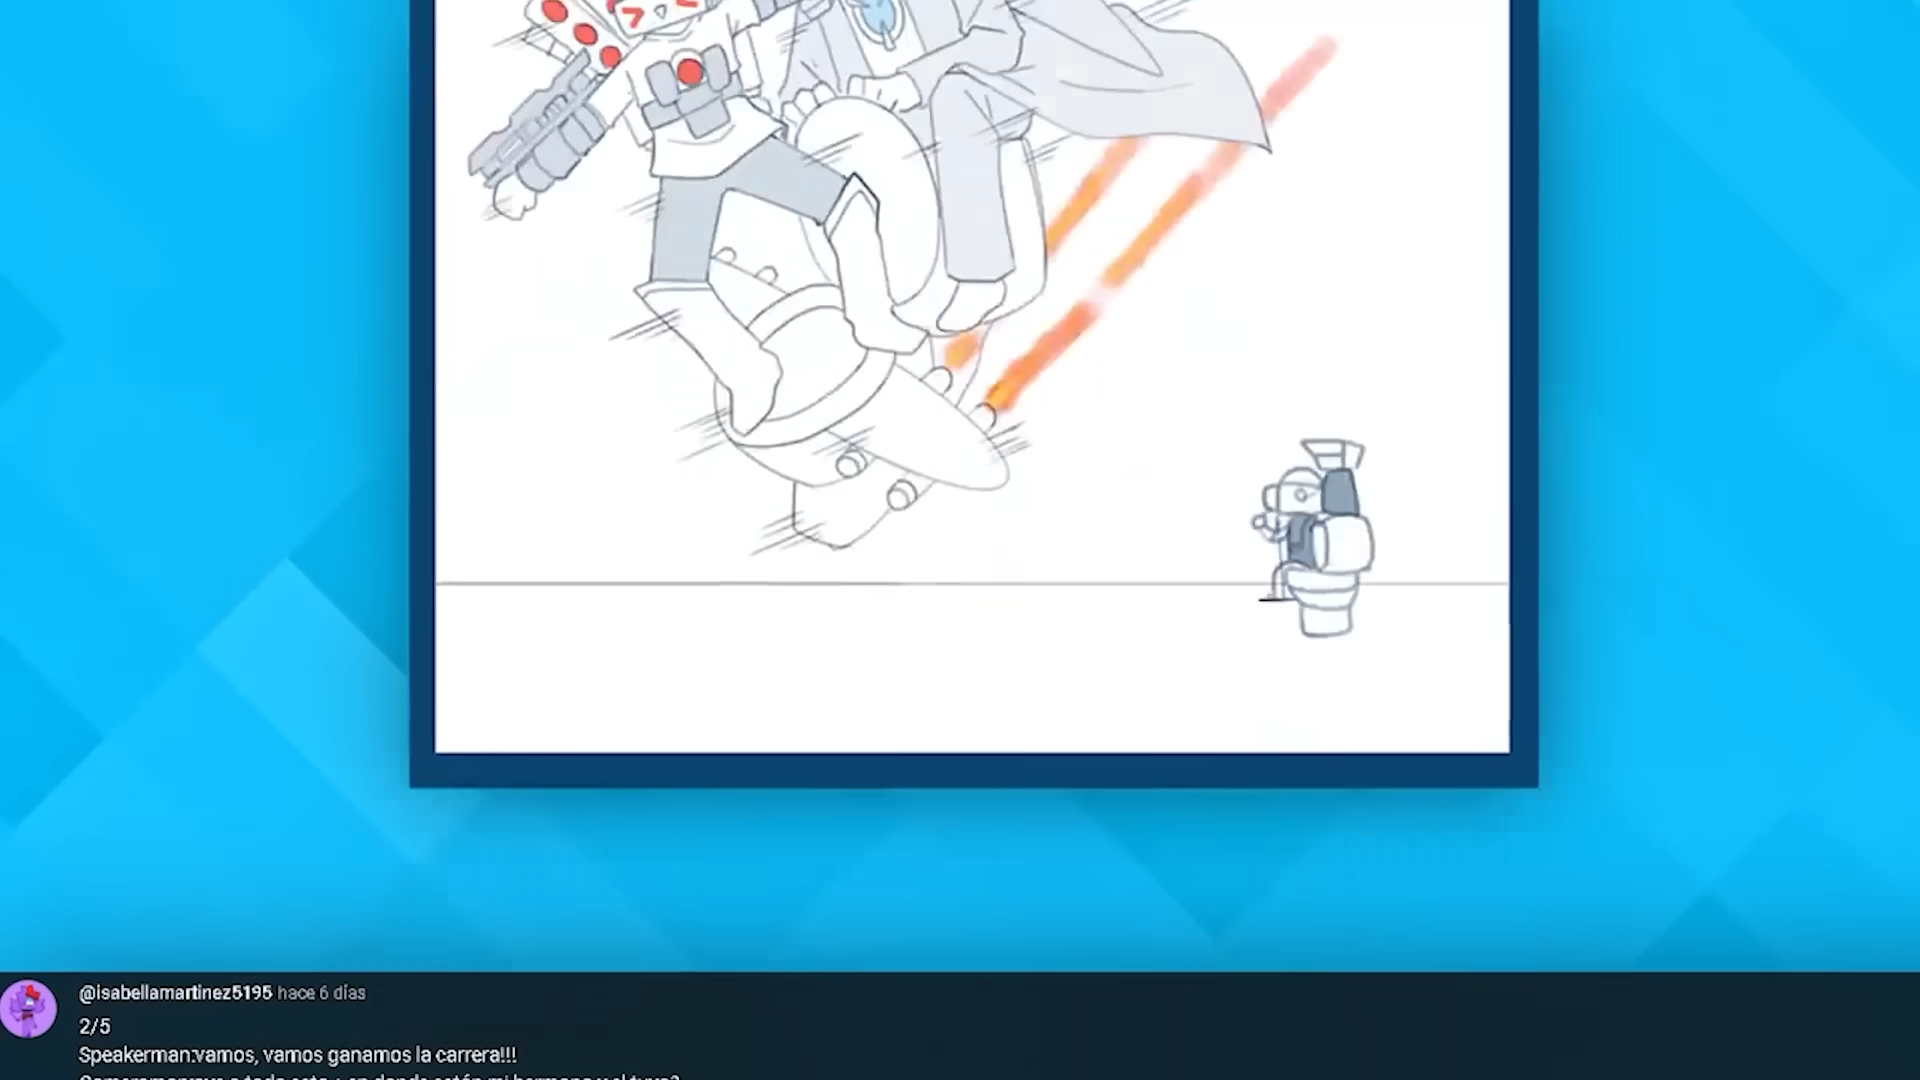 @isabellamartinez5195 hace 6 días
2/5
Speakerman:vamos, vamos ganamos la carrera!!!